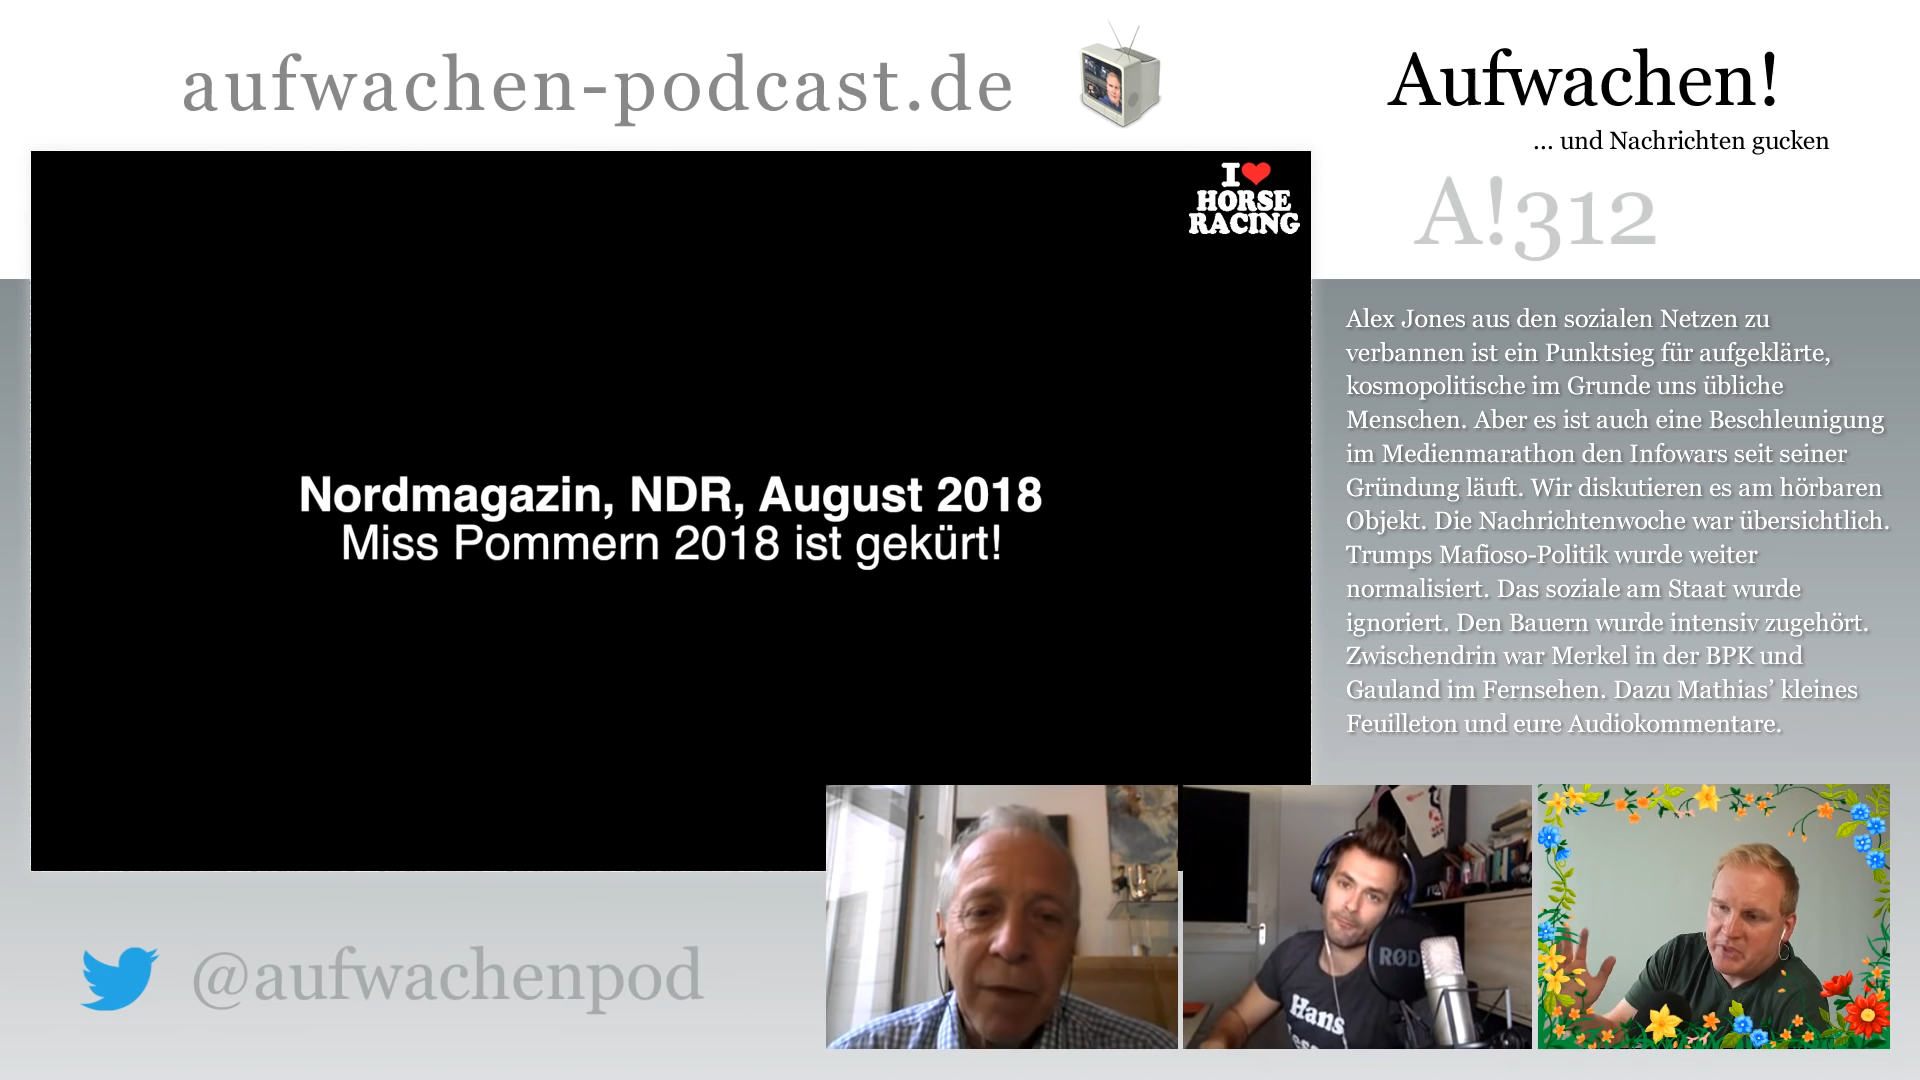 aufwachen-podcast.de
Aufwachen!
... und Nachrichten gucken
A!312
I
HORSE
RACING
Nordmagazin, NDR, August 2018
Miss Pommern 2018 ist gekürt!
Alex Jones aus den sozialen Netzen zu
verbannen ist ein Punktsieg für aufgeklärte,
kosmopolitische im Grunde uns übliche
Menschen. Aber es ist auch eine Beschleunigung
im Medienmarathon den Infowars seit seiner
Gründung läuft. Wir diskutieren es am hörbaren
Objekt. Die Nachrichtenwoche war übersichtlich.
Trumps Mafioso-Politik wurde weiter
normalisiert. Das soziale am Staat wurde
ignoriert. Den Bauern wurde intensiv zugehört.
Zwischendrin war Merkel in der BPK und
Gauland im Fernsehen. Dazu Mathias’ kleines
Feuilleton und eure Audiokommentare.
@aufwachenpod
RØD
Hans